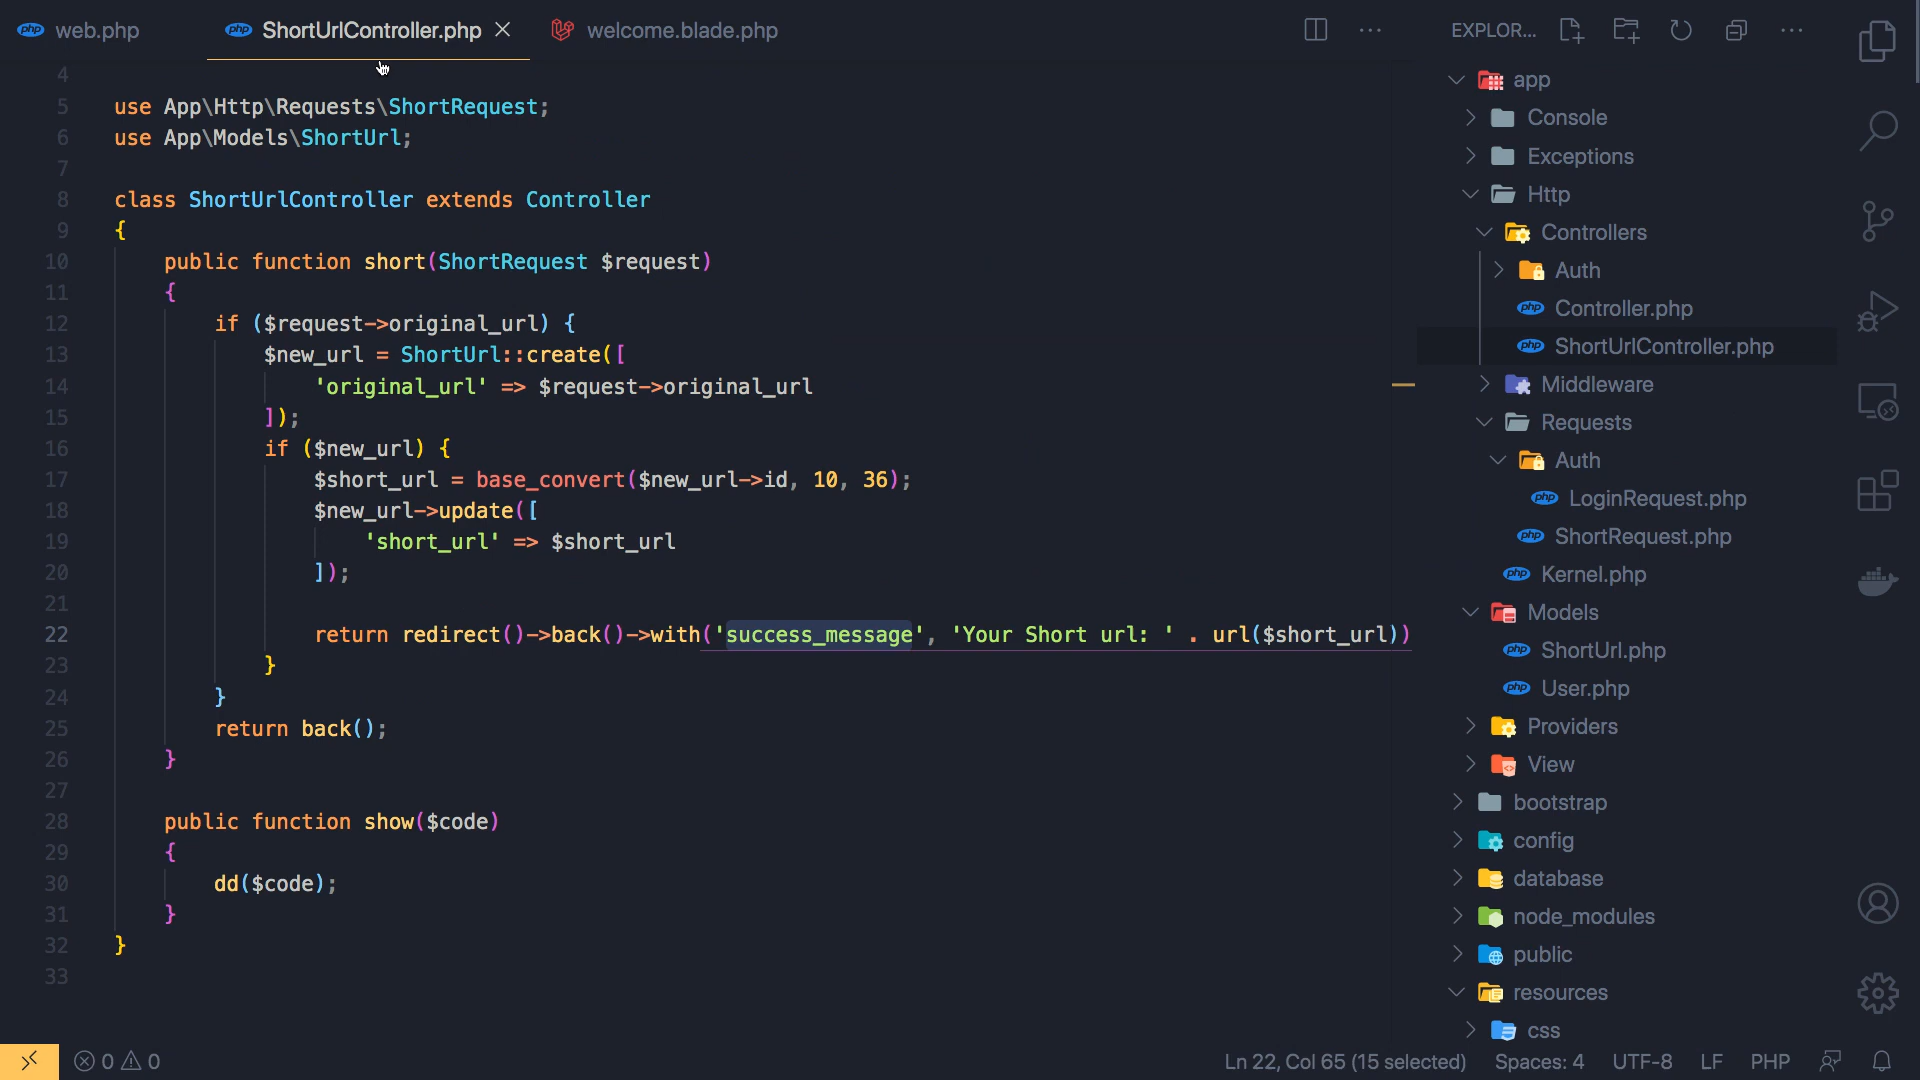 web.php
ShortUrlController.php
welcome.blade.php
EXPLOR...
4
5 use App\Http\Requests\ShortRequest;
6 use App\Models\ShortUrl;
7
8 class ShortUrlController extends Controller
9 {
10 public function short(ShortRequest $request)
11 {
12 if ($request->original_url) {
13 $new_url = ShortUrl::create([
14 'original_url' => $request->original_url
15 ]);
16 if ($new_url) {
17 $short_url = base_convert($new_url->id, 10, 36);
18 $new_url->update([
19 'short_url' => $short_url
20 ]);
21
22 return redirect()->back()->with('success_message', 'Your Short url: ' . url($short_url))
23 }
24 }
25 return back();
26 }
27
28 public function show($code)
29 {
30 dd($code);
31 }
32 }
33
app
Console
Exceptions
Http
Controllers
Auth
php Controller.php
php ShortUrlController.php
Middleware
Requests
Auth
php LoginRequest.php
php ShortRequest.php
php Kernel.php
Models
php ShortUrl.php
php User.php
Providers
View
bootstrap
config
database
node_modules
public
resources
css
0 0
Ln 22, Col 65 (15 selected)
Spaces: 4
UTF-8
LF
PHP